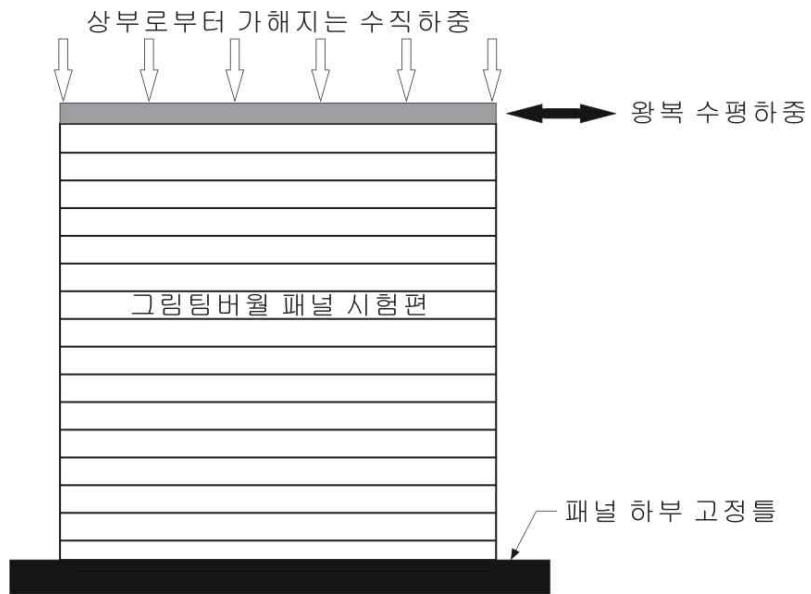 상부로부터 가해지는 수직하중
왕복 수평하중
그림팀버월 패널 시험편
패널 하부 고정틀